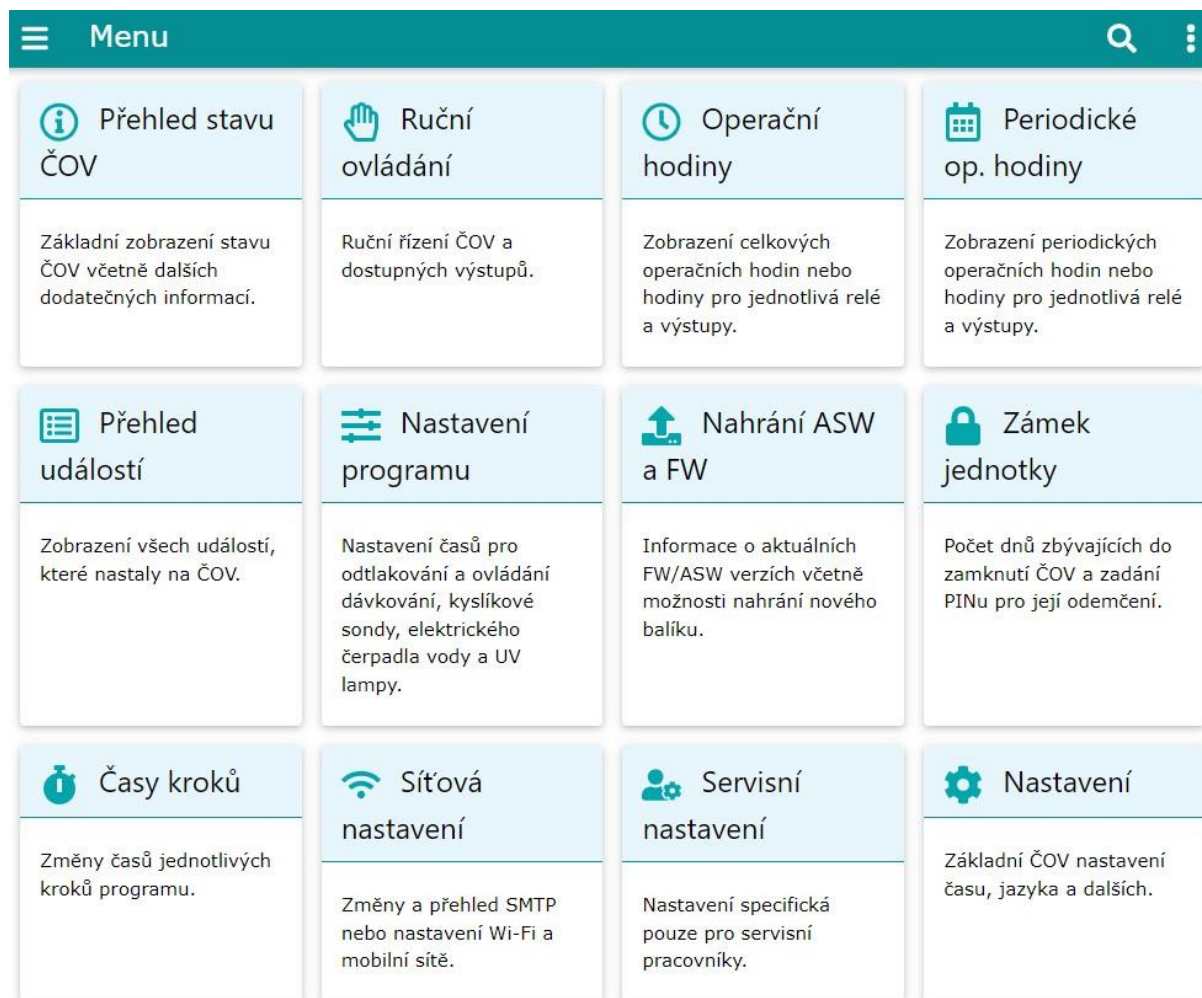 Menu
Přehled stavu
ČOV
Základní zobrazení stavu
ČOV včetně dalších
dodatečných informací.
Ruční
ovládání
Ruční řízení ČOV a
dostupných výstupů.
Operační
hodiny
Zobrazení celkových
operačních hodin nebo
hodiny pro jednotlivá relé
a výstupy.
Periodické
op. hodiny
Zobrazení periodických
operačních hodin nebo
hodiny pro jednotlivá relé
a výstupy.
Přehled
událostí
Zobrazení všech událostí,
které nastaly na ČOV.
Nastavení
programu
Nastavení časů pro
odtlakování a ovládání
dávkování, kyslíkové
sondy, elektrického
čerpadla vody a UV
lampy.
Nahrání ASW
a FW
Informace o aktuálních
FW/ASW verzích včetně
možnosti nahrání nového
balíku.
Zámek
jednotky
Počet dnů zbývajících do
zamknutí ČOV a zadání
PINu pro její odemčení.
Časy kroků
Změny časů jednotlivých
kroků programu.
Síťová
nastavení
Změny a přehled SMTP
nebo nastavení Wi-Fi a
mobilní sítě.
Servisní
nastavení
Nastavení specifická
pouze pro servisní
pracovníky.
Nastavení
Základní ČOV nastavení
času, jazyka a dalších.